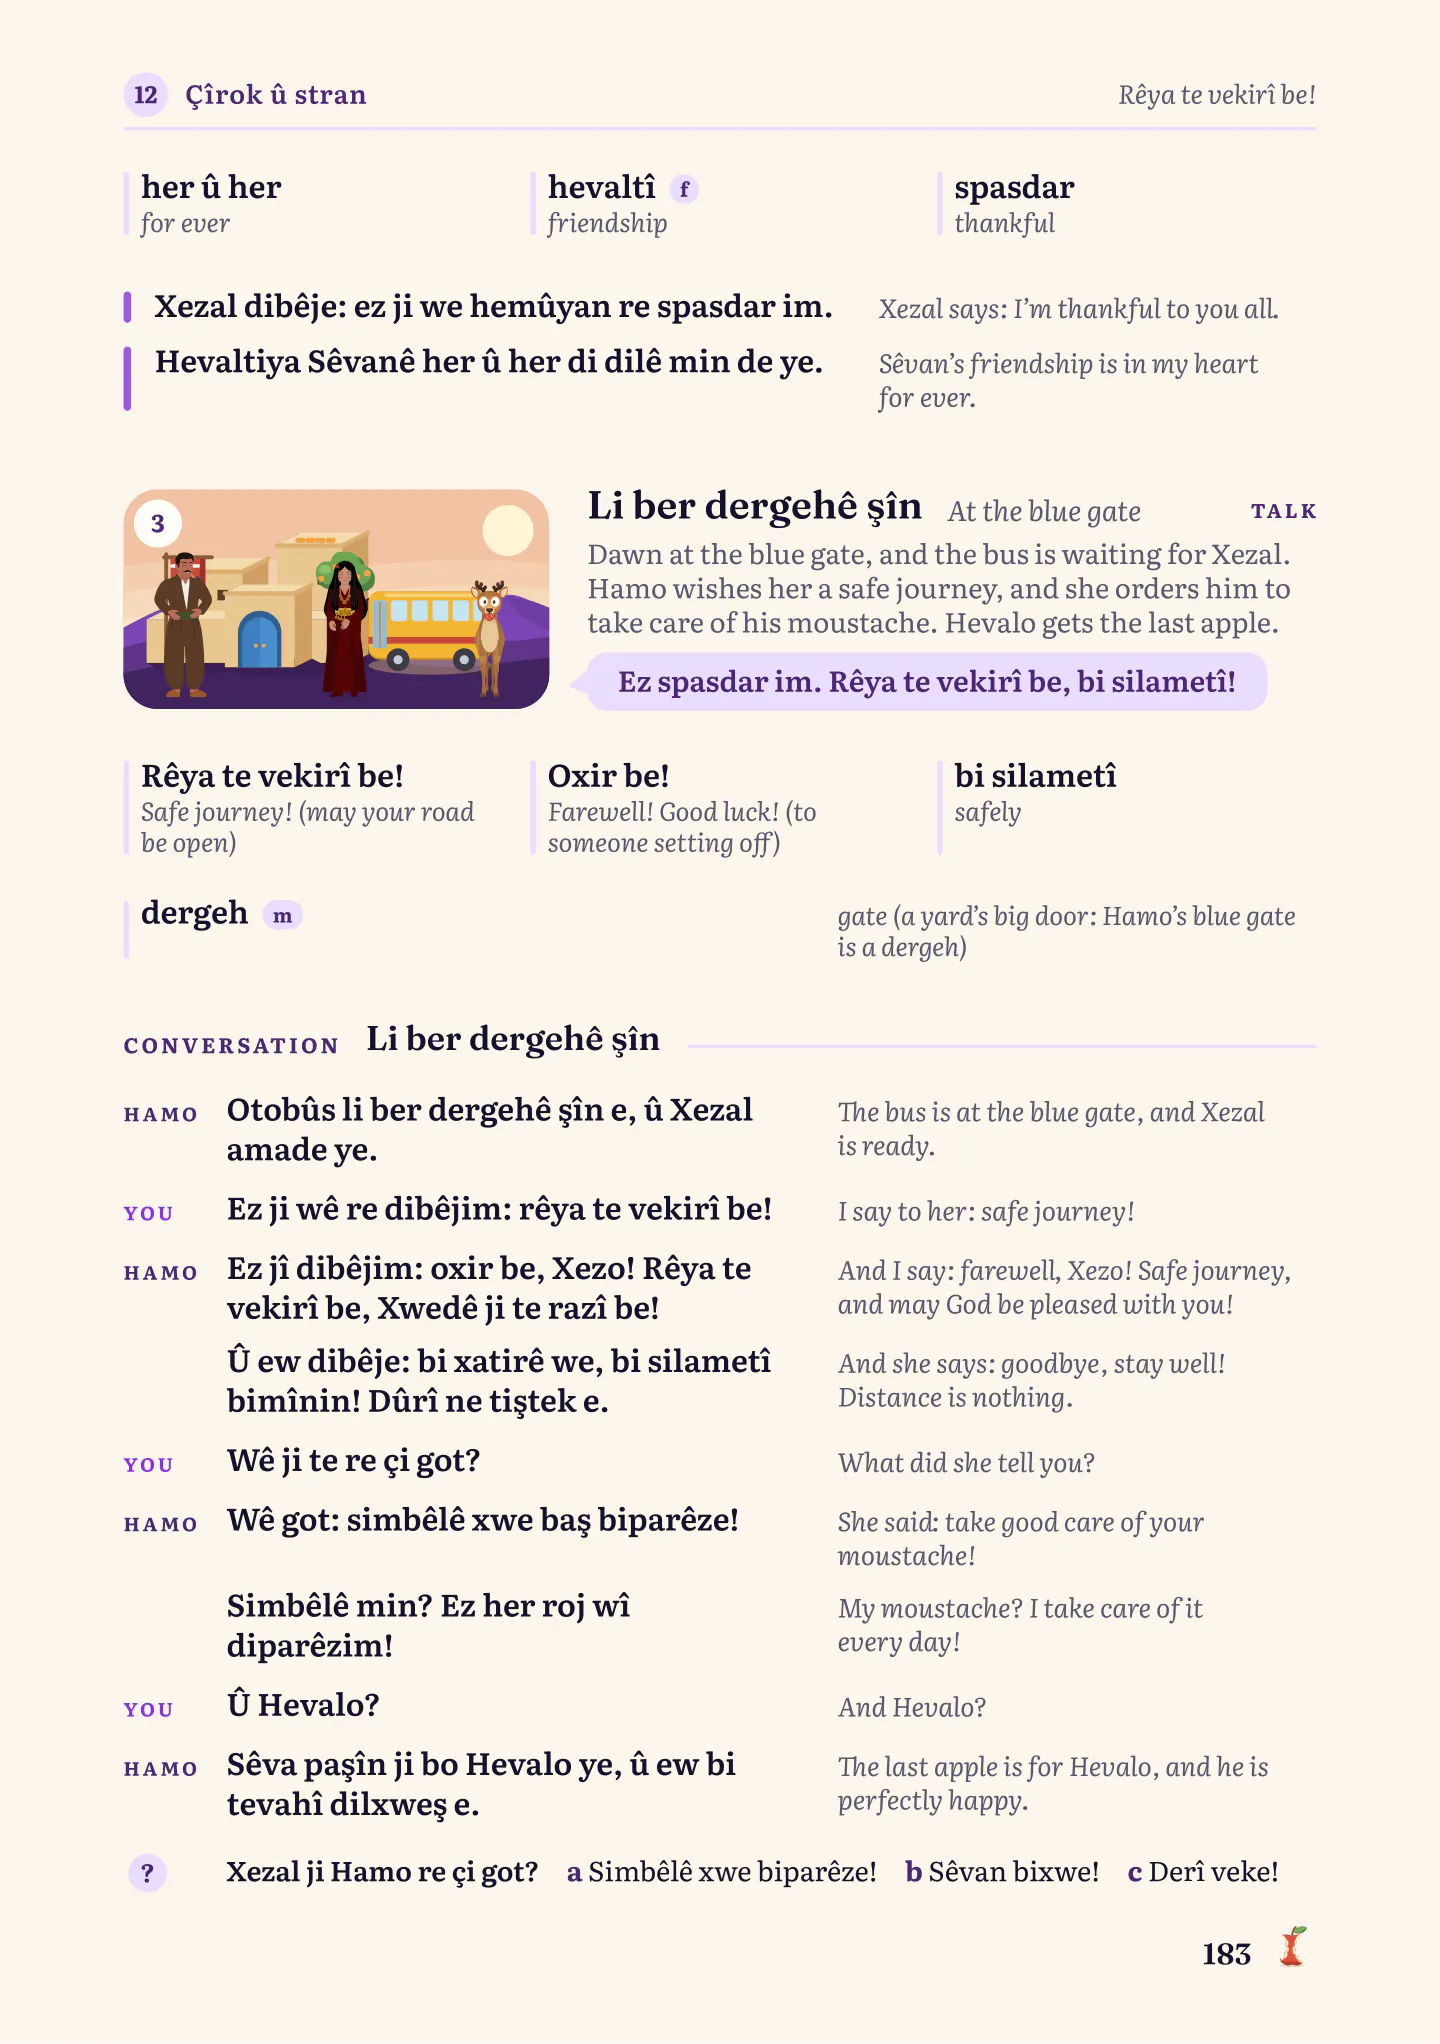 12 Çîrok û stran Rêya te vekirî be!
her û her hevaltî f spasdar
for ever friendship thankful
Xezal dibêje: ez ji we hemûyan re spasdar im. Xezal says: I’m thankful to you all.
Hevaltiya Sêvanê her û her di dilê min de ye. Sêvan’s friendship is in my heart
for ever.
3
Li ber dergehê şîn At the blue gate TALK
Dawn at the blue gate, and the bus is waiting for Xezal.
Hamo wishes her a safe journey, and she orders him to
take care of his moustache. Hevalo gets the last apple.
Ez spasdar im. Rêya te vekirî be, bi silametî!
Rêya te vekirî be! Oxir be! bi silametî
Safe journey! (may your road Farewell! Good luck! (to safely
be open) someone setting off)
dergeh m gate (a yard’s big door: Hamo’s blue gate
is a dergeh)
CONVERSATION Li ber dergehê şîn
HAMO Otobûs li ber dergehê şîn e, û Xezal The bus is at the blue gate, and Xezal
amade ye. is ready.
YOU Ez ji wê re dibêjim: rêya te vekirî be! I say to her: safe journey!
HAMO Ez jî dibêjim: oxir be, Xezo! Rêya te And I say: farewell, Xezo! Safe journey,
vekirî be, Xwedê ji te razî be! and may God be pleased with you!
Û ew dibêje: bi xatirê we, bi silametî And she says: goodbye, stay well!
bimînin! Dûrî ne tiştek e. Distance is nothing.
YOU Wê ji te re çi got? What did she tell you?
HAMO Wê got: simbêlê xwe baş biparêze! She said: take good care of your
moustache!
Simbêlê min? Ez her roj wî My moustache? I take care of it
diparêzim! every day!
YOU Û Hevalo? And Hevalo?
HAMO Sêva paşîn ji bo Hevalo ye, û ew bi The last apple is for Hevalo, and he is
tevahî dilxweş e. perfectly happy.
? Xezal ji Hamo re çi got? a Simbêlê xwe biparêze! b Sêvan bixwe! c Derî veke!
183